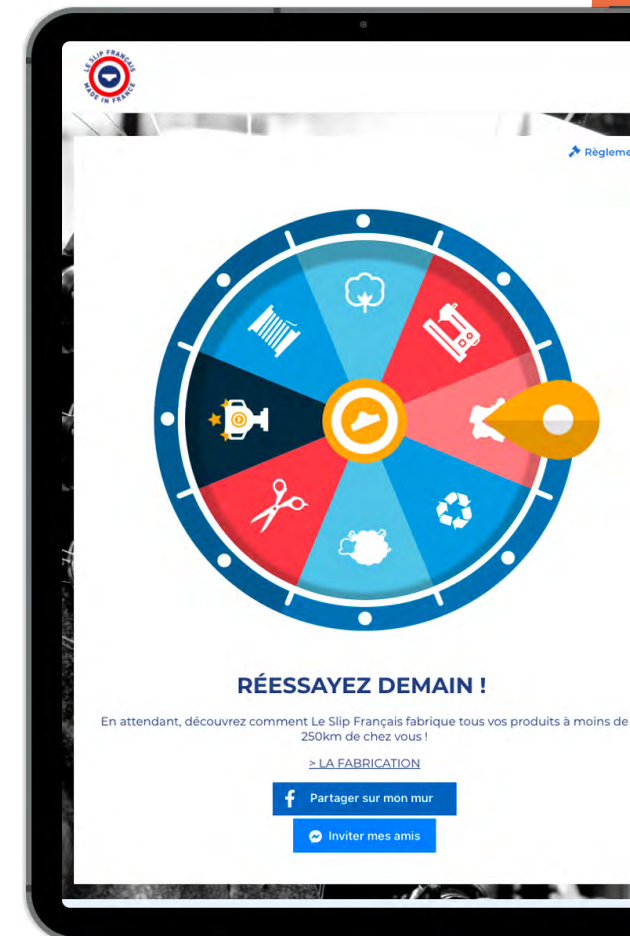 LE SLIP FRANÇAIS
MADE IN FRANCE
RÉESSAYEZ DEMAIN !
En attendant, découvrez comment Le Slip Français fabrique tous vos produits à moins de
250km de chez vous !
> LA FABRICATION
Partager sur mon mur
Inviter mes amis